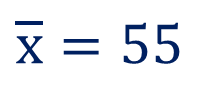 x̅ = 55